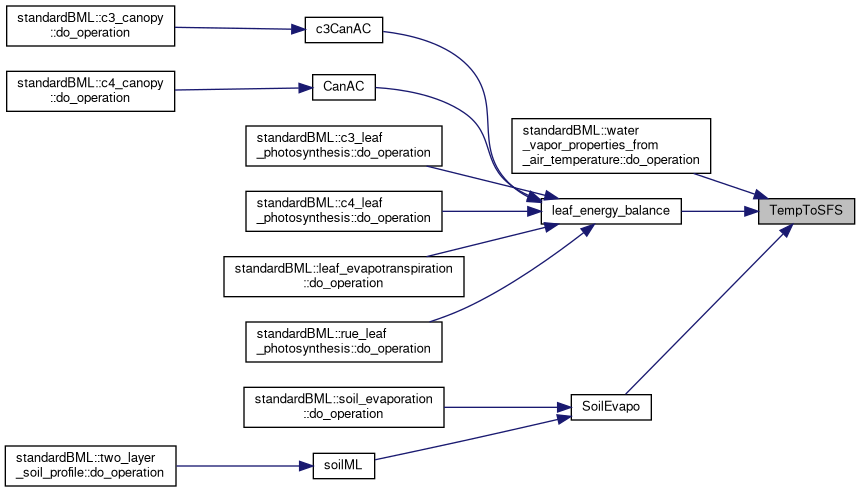 standardBML::c3_canopy
::do_operation
c3CanAC
standardBML::c4_canopy
::do_operation
CanAC
standardBML::c3_leaf
_photosynthesis::do_operation
standardBML::water
_vapor_properties_from
_air_temperature::do_operation
standardBML::c4_leaf
_photosynthesis::do_operation
leaf_energy_balance
TempToSFS
standardBML::leaf_evapotranspiration
::do_operation
standardBML::rue_leaf
_photosynthesis::do_operation
standardBML::soil_evaporation
::do_operation
SoilEvapo
standardBML::two_layer
_soil_profile::do_operation
soilML